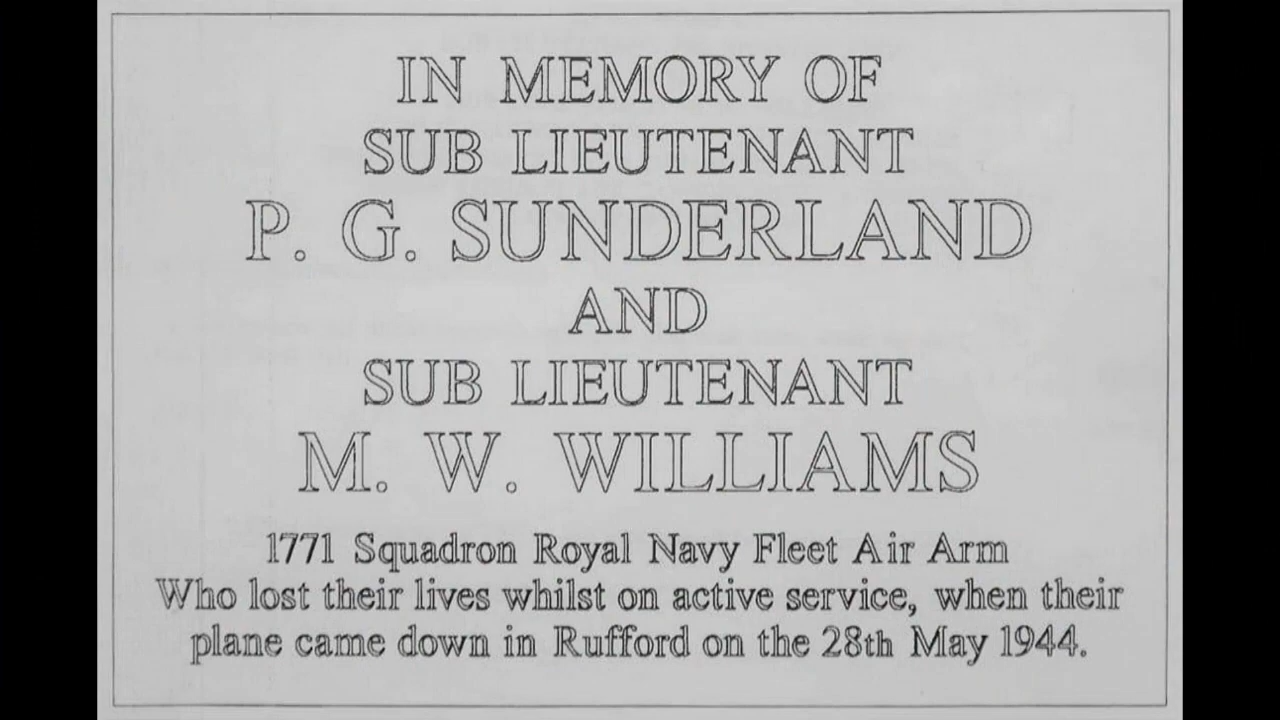 IN MEMORY OF
SUB LIEUTENANT
P. G. SUNDERLAND
AND
SUB LIEUTENANT
M. W. WILLIAMS
1771 Squadron Royal Navy Fleet Air Arm
Who lost their lives whilst on active service, when their
plane came down in Rufford on the 28th May 1944.